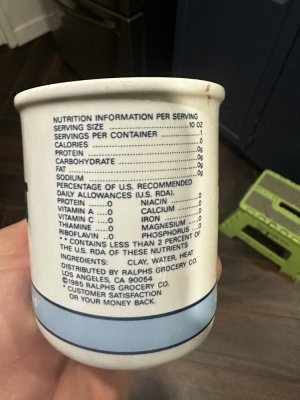 NUTRITION INFORMATION PER SERVING
SERVING SIZE ........................ 10 OZ
SERVINGS PER CONTAINER ............ 1
CALORIES ................................ 0
PROTEIN ................................ 0g
CARBOHYDRATE ........................ 0g
FAT ........................................ 0g
SODIUM ................................ 0g
PERCENTAGE OF U.S. RECOMMENDED
DAILY ALLOWANCES (U.S. RDA).
PROTEIN ......0 NIACIN ..........0
VITAMIN A ....0 CALCIUM ........0
VITAMIN C ....0 IRON ..............0
THIAMINE .....0 MAGNESIUM ....0
RIBOFLAVIN ..0 PHOSPHORUS ..0
** CONTAINS LESS THAN 2 PERCENT OF
THE U.S. RDA OF THESE NUTRIENTS
INGREDIENTS: CLAY, WATER, HEAT
DISTRIBUTED BY RALPHS GROCERY CO.
LOS ANGELES, CA 90054
©1985 RALPHS GROCERY CO.
* CUSTOMER SATISFACTION
OR YOUR MONEY BACK.